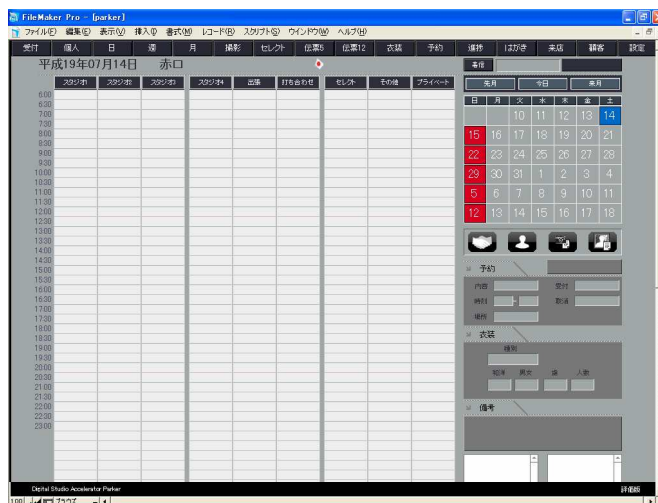 FileMaker Pro - [parker]
ファイル(F) 編集(E) 表示(V) 挿入(I) 書式(M) レコード(R) スクリプト(S) ウインドウ(W) ヘルプ(H)
受付 個人 日 週 月 撮影 セレクト 伝票5 伝票12 衣装 予約 進捗 はがき 来店 顧客 設定
平成19年07月14日 赤口
着信
スタジオ1 スタジオ2 スタジオ3 スタジオ4 出張 打ち合わせ セレクト その他 プライベート
先月 今日 来月
日 月 火 水 木 金 土
10 11 12 13 14
15 16 17 18 19 20 21
22 23 24 25 26 27 28
29 30 31 1 2 3 4
5 6 7 8 9 10 11
12 13 14 15 16 17 18
6:00
6:30
7:00
7:30
8:00
8:30
9:00
9:30
10:00
10:30
11:00
11:30
12:00
12:30
13:00
13:30
14:00
14:30
15:00
15:30
16:00
16:30
17:00
17:30
18:00
18:30
19:00
19:30
20:00
20:30
21:00
21:30
22:00
22:30
23:00
予約
内容 受付
時刻 - 取消
場所
衣装
種別
和洋 男女 歳 人数
備考
Digital Studio Accelerator Parker 評価版
100 ブラウズ